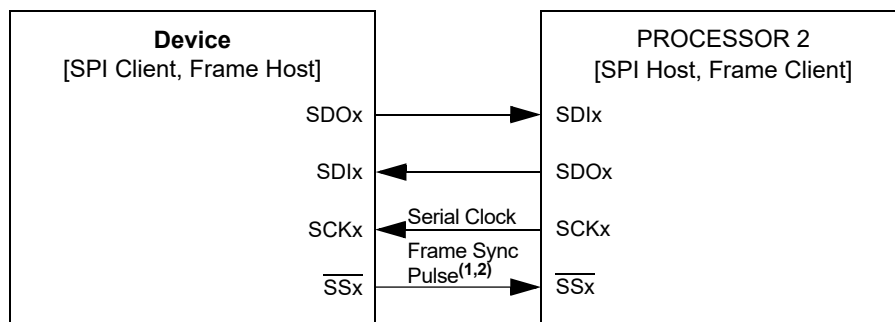 Device
[SPI Client, Frame Host]
PROCESSOR 2
[SPI Host, Frame Client]
SDOx
SDIx
SDIx
SDOx
SCKx
Serial Clock
SCKx
Frame Sync
Pulse(1,2)
SSx
SSx